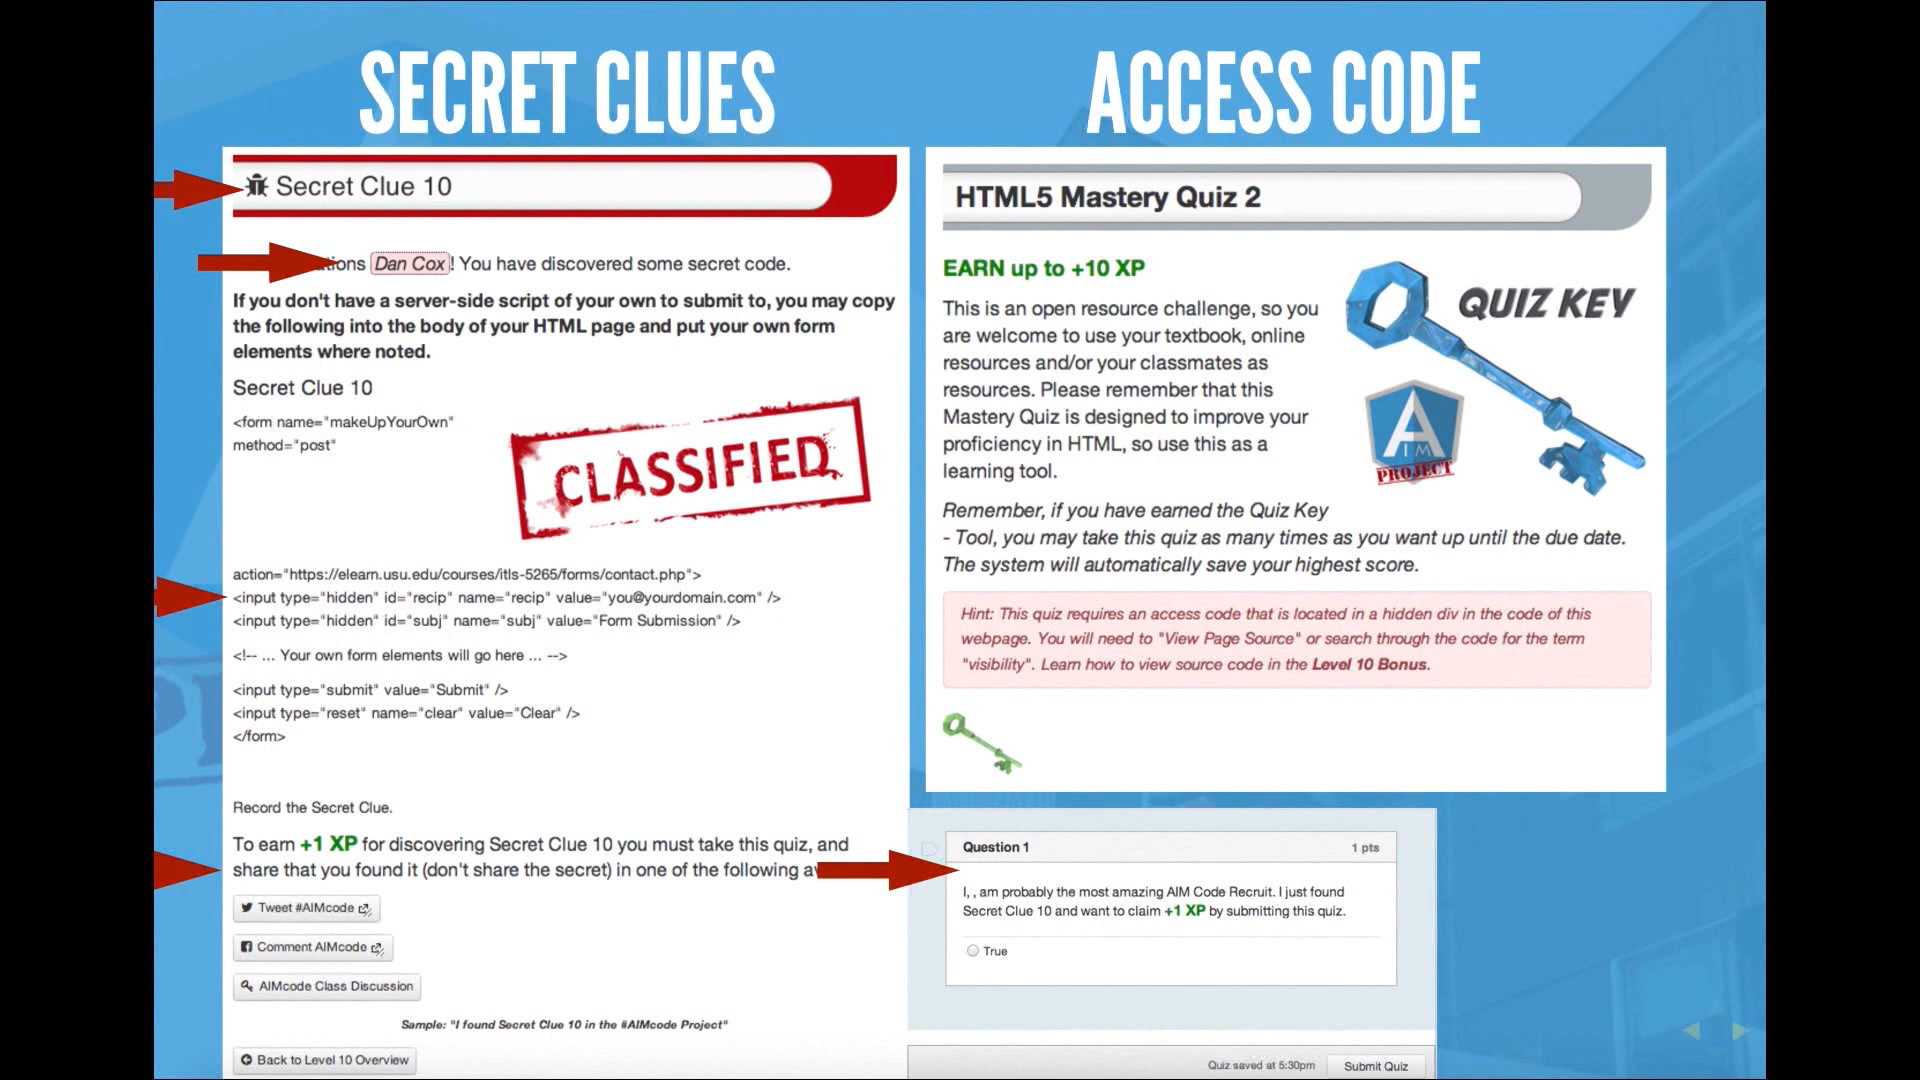 SECRET CLUES
Secret Clue 10
tions Dan Cox! You have discovered some secret code.
If you don't have a server-side script of your own to submit to, you may copy
the following into the body of your HTML page and put your own form
elements where noted.
Secret Clue 10
<form name="makeUpYourOwn"
method="post"
CLASSIFIED
action="https://elearn.usu.edu/courses/itls-5265/forms/contact.php">
<input type="hidden" id="recip" name="recip" value="you@yourdomain.com" />
<input type="hidden" id="subj" name="subj" value="Form Submission" />
<!-- ... Your own form elements will go here ... -->
<input type="submit" value="Submit" />
<input type="reset" name="clear" value="Clear" />
</form>
Record the Secret Clue.
To earn +1 XP for discovering Secret Clue 10 you must take this quiz, and
share that you found it (don't share the secret) in one of the following av
Tweet #AIMcode
Comment AIMcode
AIMcode Class Discussion
Sample: "I found Secret Clue 10 in the #AIMcode Project"
Back to Level 10 Overview
ACCESS CODE
HTML5 Mastery Quiz 2
EARN up to +10 XP
This is an open resource challenge, so you
are welcome to use your textbook, online
resources and/or your classmates as
resources. Please remember that this
Mastery Quiz is designed to improve your
proficiency in HTML, so use this as a
learning tool.
QUIZ KEY
AIM
PROJECT
Remember, if you have earned the Quiz Key
- Tool, you may take this quiz as many times as you want up until the due date.
The system will automatically save your highest score.
Hint: This quiz requires an access code that is located in a hidden div in the code of this
webpage. You will need to "View Page Source" or search through the code for the term
"visibility". Learn how to view source code in the Level 10 Bonus.
Question 1 1 pts
I, , am probably the most amazing AIM Code Recruit. I just found
Secret Clue 10 and want to claim +1 XP by submitting this quiz.
True
Quiz saved at 5:30pm Submit Quiz